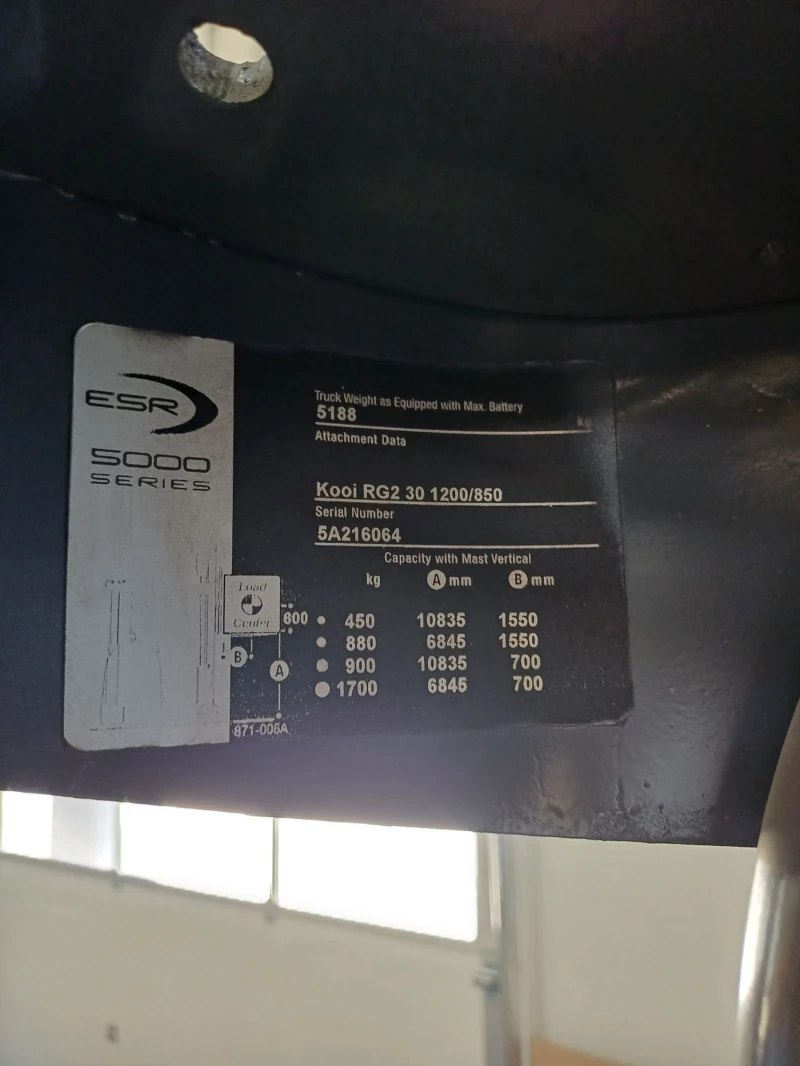 ESR
5000
SERIES
Truck Weight as Equipped with Max. Battery
5188 kg
Attachment Data
Kooi RG2 30 1200/850
Serial Number
5A216064
Capacity with Mast Vertical
kg A mm B mm
Load
Center
600
B
A
450 10835 1550
880 6845 1550
900 10835 700
1700 6845 700
871-006A